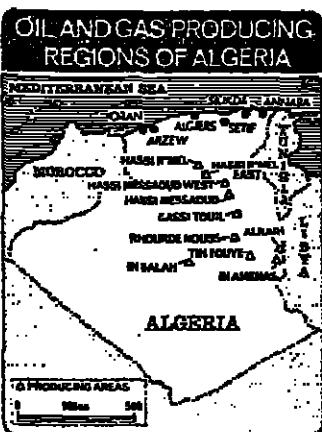 OIL AND GAS PRODUCING
REGIONS OF ALGERIA
MEDITERRANEAN SEA
SKIKDA
ANNABA
ORAN
ALGIERS
SETIF
ARZEW
TUNISIA
HASSI R'MEL
HASSI R'MEL
EAST
MOROCCO
HASSI MESSAOUD WEST
HASSI MESSAOUD
GASSI TOUIL
LIBYA
RHOURDE NOUSS
ALRAR
TIN FOUYE
IN SALAH
IN AMENAS
ALGERIA
△ PRODUCING AREAS
0 Miles 500